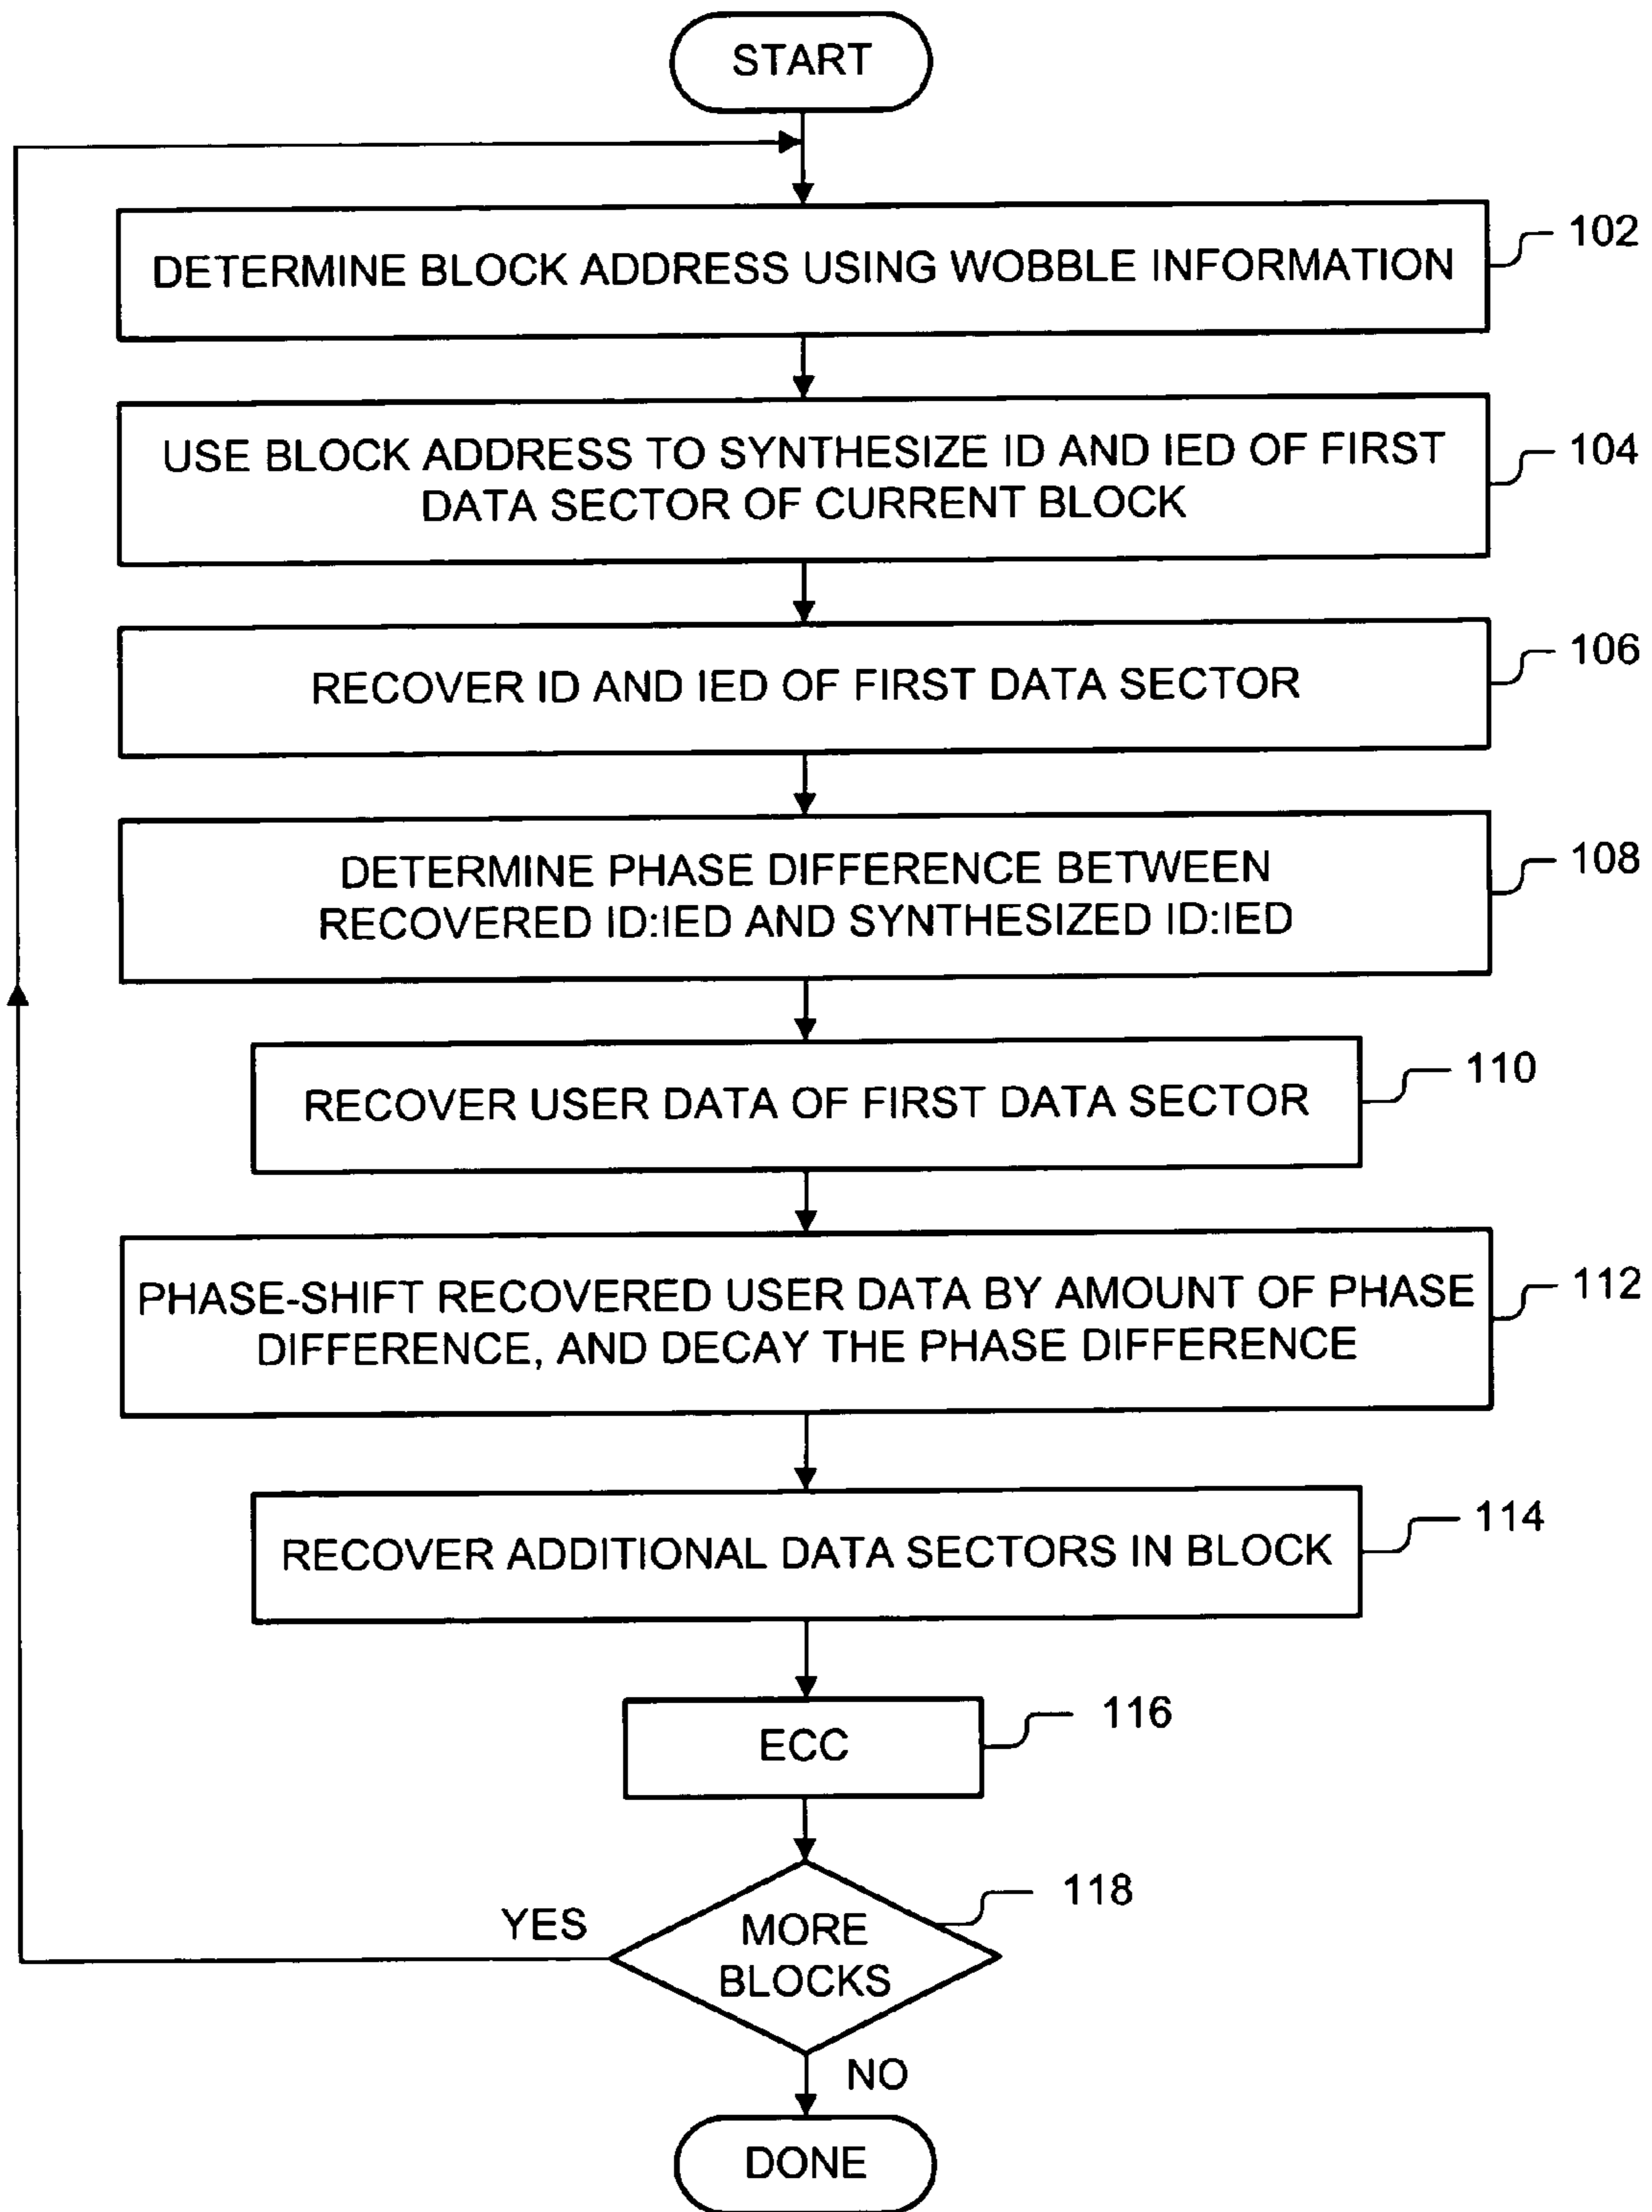 START
DETERMINE BLOCK ADDRESS USING WOBBLE INFORMATION
102
USE BLOCK ADDRESS TO SYNTHESIZE ID AND IED OF FIRST
DATA SECTOR OF CURRENT BLOCK
104
RECOVER ID AND IED OF FIRST DATA SECTOR
106
DETERMINE PHASE DIFFERENCE BETWEEN
RECOVERED ID:IED AND SYNTHESIZED ID:IED
108
RECOVER USER DATA OF FIRST DATA SECTOR
110
PHASE-SHIFT RECOVERED USER DATA BY AMOUNT OF PHASE
DIFFERENCE, AND DECAY THE PHASE DIFFERENCE
112
RECOVER ADDITIONAL DATA SECTORS IN BLOCK
114
ECC
116
MORE
BLOCKS
118
YES
NO
DONE